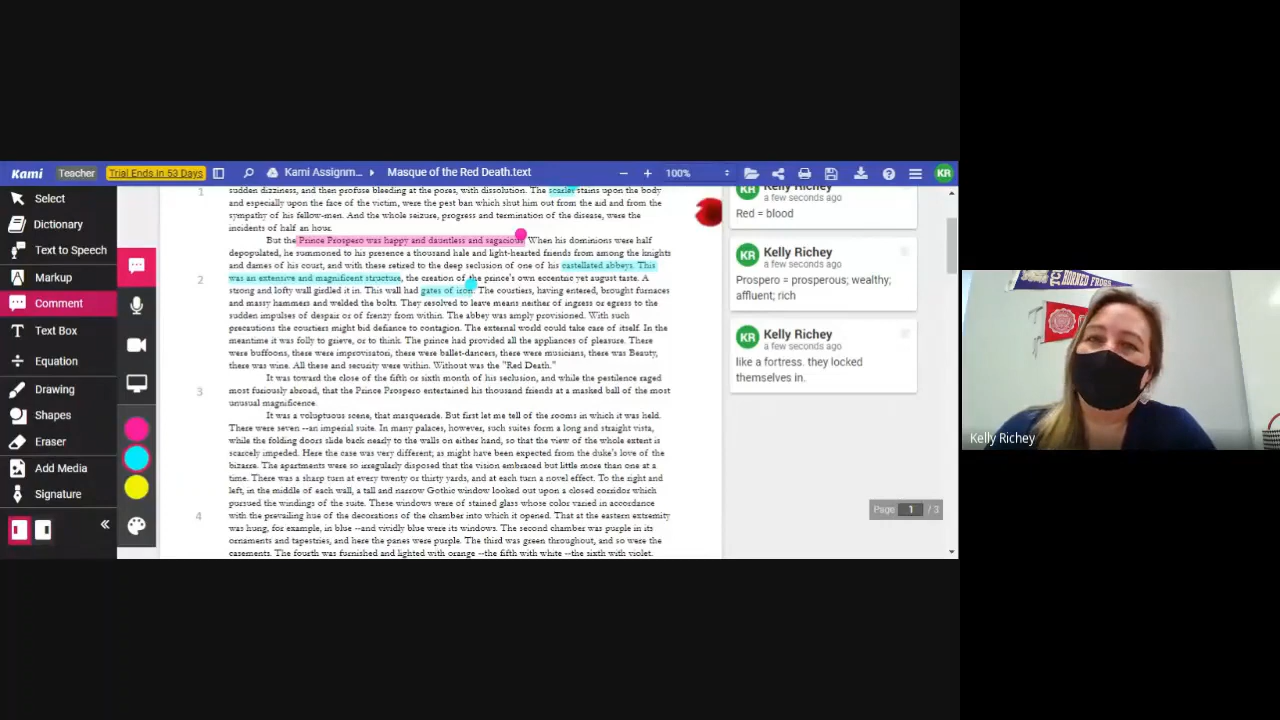 Kami Teacher Trial Ends in 53 Days Kami Assignm... Masque of the Red Death.text 100% KR
Select
Dictionary
Text to Speech
Markup
Comment
Text Box
Equation
Drawing
Shapes
Eraser
Add Media
Signature
1
2
3
4
sudden dizziness, and then profuse bleeding at the pores, with dissolution. The scarlet stains upon the body
and especially upon the face of the victim, were the pest ban which shut him out from the aid and from the
sympathy of his fellow-men. And the whole seizure, progress and termination of the disease, were the
incidents of half an hour.
But the Prince Prospero was happy and dauntless and sagacious. When his dominions were half
depopulated, he summoned to his presence a thousand hale and light-hearted friends from among the knights
and dames of his court, and with these retired to the deep seclusion of one of his castellated abbeys. This
was an extensive and magnificent structure, the creation of the prince's own eccentric yet august taste. A
strong and lofty wall girdled it in. This wall had gates of iron. The courtiers, having entered, brought furnaces
and massy hammers and welded the bolts. They resolved to leave means neither of ingress or egress to the
sudden impulses of despair or of frenzy from within. The abbey was amply provisioned. With such
precautions the courtiers might bid defiance to contagion. The external world could take care of itself. In the
meantime it was folly to grieve, or to think. The prince had provided all the appliances of pleasure. There
were buffoons, there were improvisatori, there were ballet-dancers, there were musicians, there was Beauty,
there was wine. All these and security were within. Without was the "Red Death."
It was toward the close of the fifth or sixth month of his seclusion, and while the pestilence raged
most furiously abroad, that the Prince Prospero entertained his thousand friends at a masked ball of the most
unusual magnificence.
It was a voluptuous scene, that masquerade. But first let me tell of the rooms in which it was held.
There were seven --an imperial suite. In many palaces, however, such suites form a long and straight vista,
while the folding doors slide back nearly to the walls on either hand, so that the view of the whole extent is
scarcely impeded. Here the case was very different; as might have been expected from the duke's love of the
bizarre. The apartments were so irregularly disposed that the vision embraced but little more than one at a
time. There was a sharp turn at every twenty or thirty yards, and at each turn a novel effect. To the right and
left, in the middle of each wall, a tall and narrow Gothic window looked out upon a closed corridor which
pursued the windings of the suite. These windows were of stained glass whose color varied in accordance
with the prevailing hue of the decorations of the chamber into which it opened. That at the eastern extremity
was hung, for example, in blue --and vividly blue were its windows. The second chamber was purple in its
ornaments and tapestries, and here the panes were purple. The third was green throughout, and so were the
casements. The fourth was furnished and lighted with orange --the fifth with white --the sixth with violet.
KR Kelly Richey
a few seconds ago
Red = blood
KR Kelly Richey
a few seconds ago
Prospero = prosperous; wealthy;
affluent; rich
KR Kelly Richey
a few seconds ago
like a fortress. they locked
themselves in.
Page 1 / 3
HORNED FROGS
TC
Kelly Richey